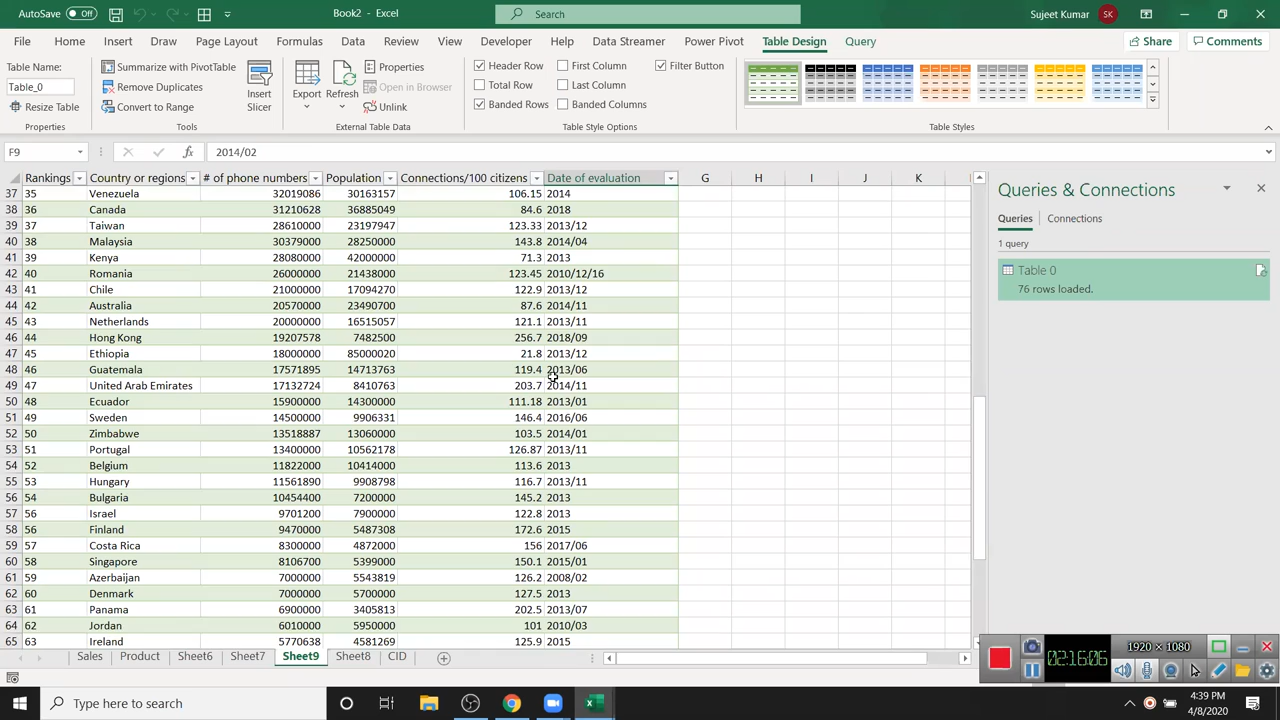 AutoSave Off Book2 - Excel Search Sujeet Kumar SK
File Home Insert Draw Page Layout Formulas Data Review View Developer Help Data Streamer Power Pivot Table Design Query Share Comments
Table Name: Summarize with PivotTable Properties Header Row First Column Filter Button
Table_0 Remove Duplicates Insert Slicer Export Refresh Open in Browser Total Row Last Column
Resize Table Convert to Range Unlink Banded Rows Banded Columns
Properties Tools External Table Data Table Style Options Table Styles
F9 fx 2014/02
Rankings Country or regions # of phone numbers Population Connections/100 citizens Date of evaluation G H I J K
37 35 Venezuela 32019086 30163157 106.15 2014
38 36 Canada 31210628 36885049 84.6 2018
39 37 Taiwan 28610000 23197947 123.33 2013/12
40 38 Malaysia 30379000 28250000 143.8 2014/04
41 39 Kenya 28080000 42000000 71.3 2013
42 40 Romania 26000000 21438000 123.45 2010/12/16
43 41 Chile 21000000 17094270 122.9 2013/12
44 42 Australia 20570000 23490700 87.6 2014/11
45 43 Netherlands 20000000 16515057 121.1 2013/11
46 44 Hong Kong 19207578 7482500 256.7 2018/09
47 45 Ethiopia 18000000 85000020 21.8 2013/12
48 46 Guatemala 17571895 14713763 119.4 2013/06
49 47 United Arab Emirates 17132724 8410763 203.7 2014/11
50 48 Ecuador 15900000 14300000 111.18 2013/01
51 49 Sweden 14500000 9906331 146.4 2016/06
52 50 Zimbabwe 13518887 13060000 103.5 2014/01
53 51 Portugal 13400000 10562178 126.87 2013/11
54 52 Belgium 11822000 10414000 113.6 2013
55 53 Hungary 11561890 9908798 116.7 2013/11
56 54 Bulgaria 10454400 7200000 145.2 2013
57 56 Israel 9701200 7900000 122.8 2013
58 56 Finland 9470000 5487308 172.6 2015
59 57 Costa Rica 8300000 4872000 156 2017/06
60 58 Singapore 8106700 5399000 150.1 2015/01
61 59 Azerbaijan 7000000 5543819 126.2 2008/02
62 60 Denmark 7000000 5700000 127.5 2013
63 61 Panama 6900000 3405813 202.5 2013/07
64 62 Jordan 6010000 5950000 101 2010/03
65 63 Ireland 5770638 4581269 125.9 2015
Sales Product Sheet6 Sheet7 Sheet9 Sheet8 CID
Queries & Connections
Queries Connections
1 query
Table 0
76 rows loaded.
02:16:06 1920 × 1080
Type here to search
4:39 PM
4/8/2020